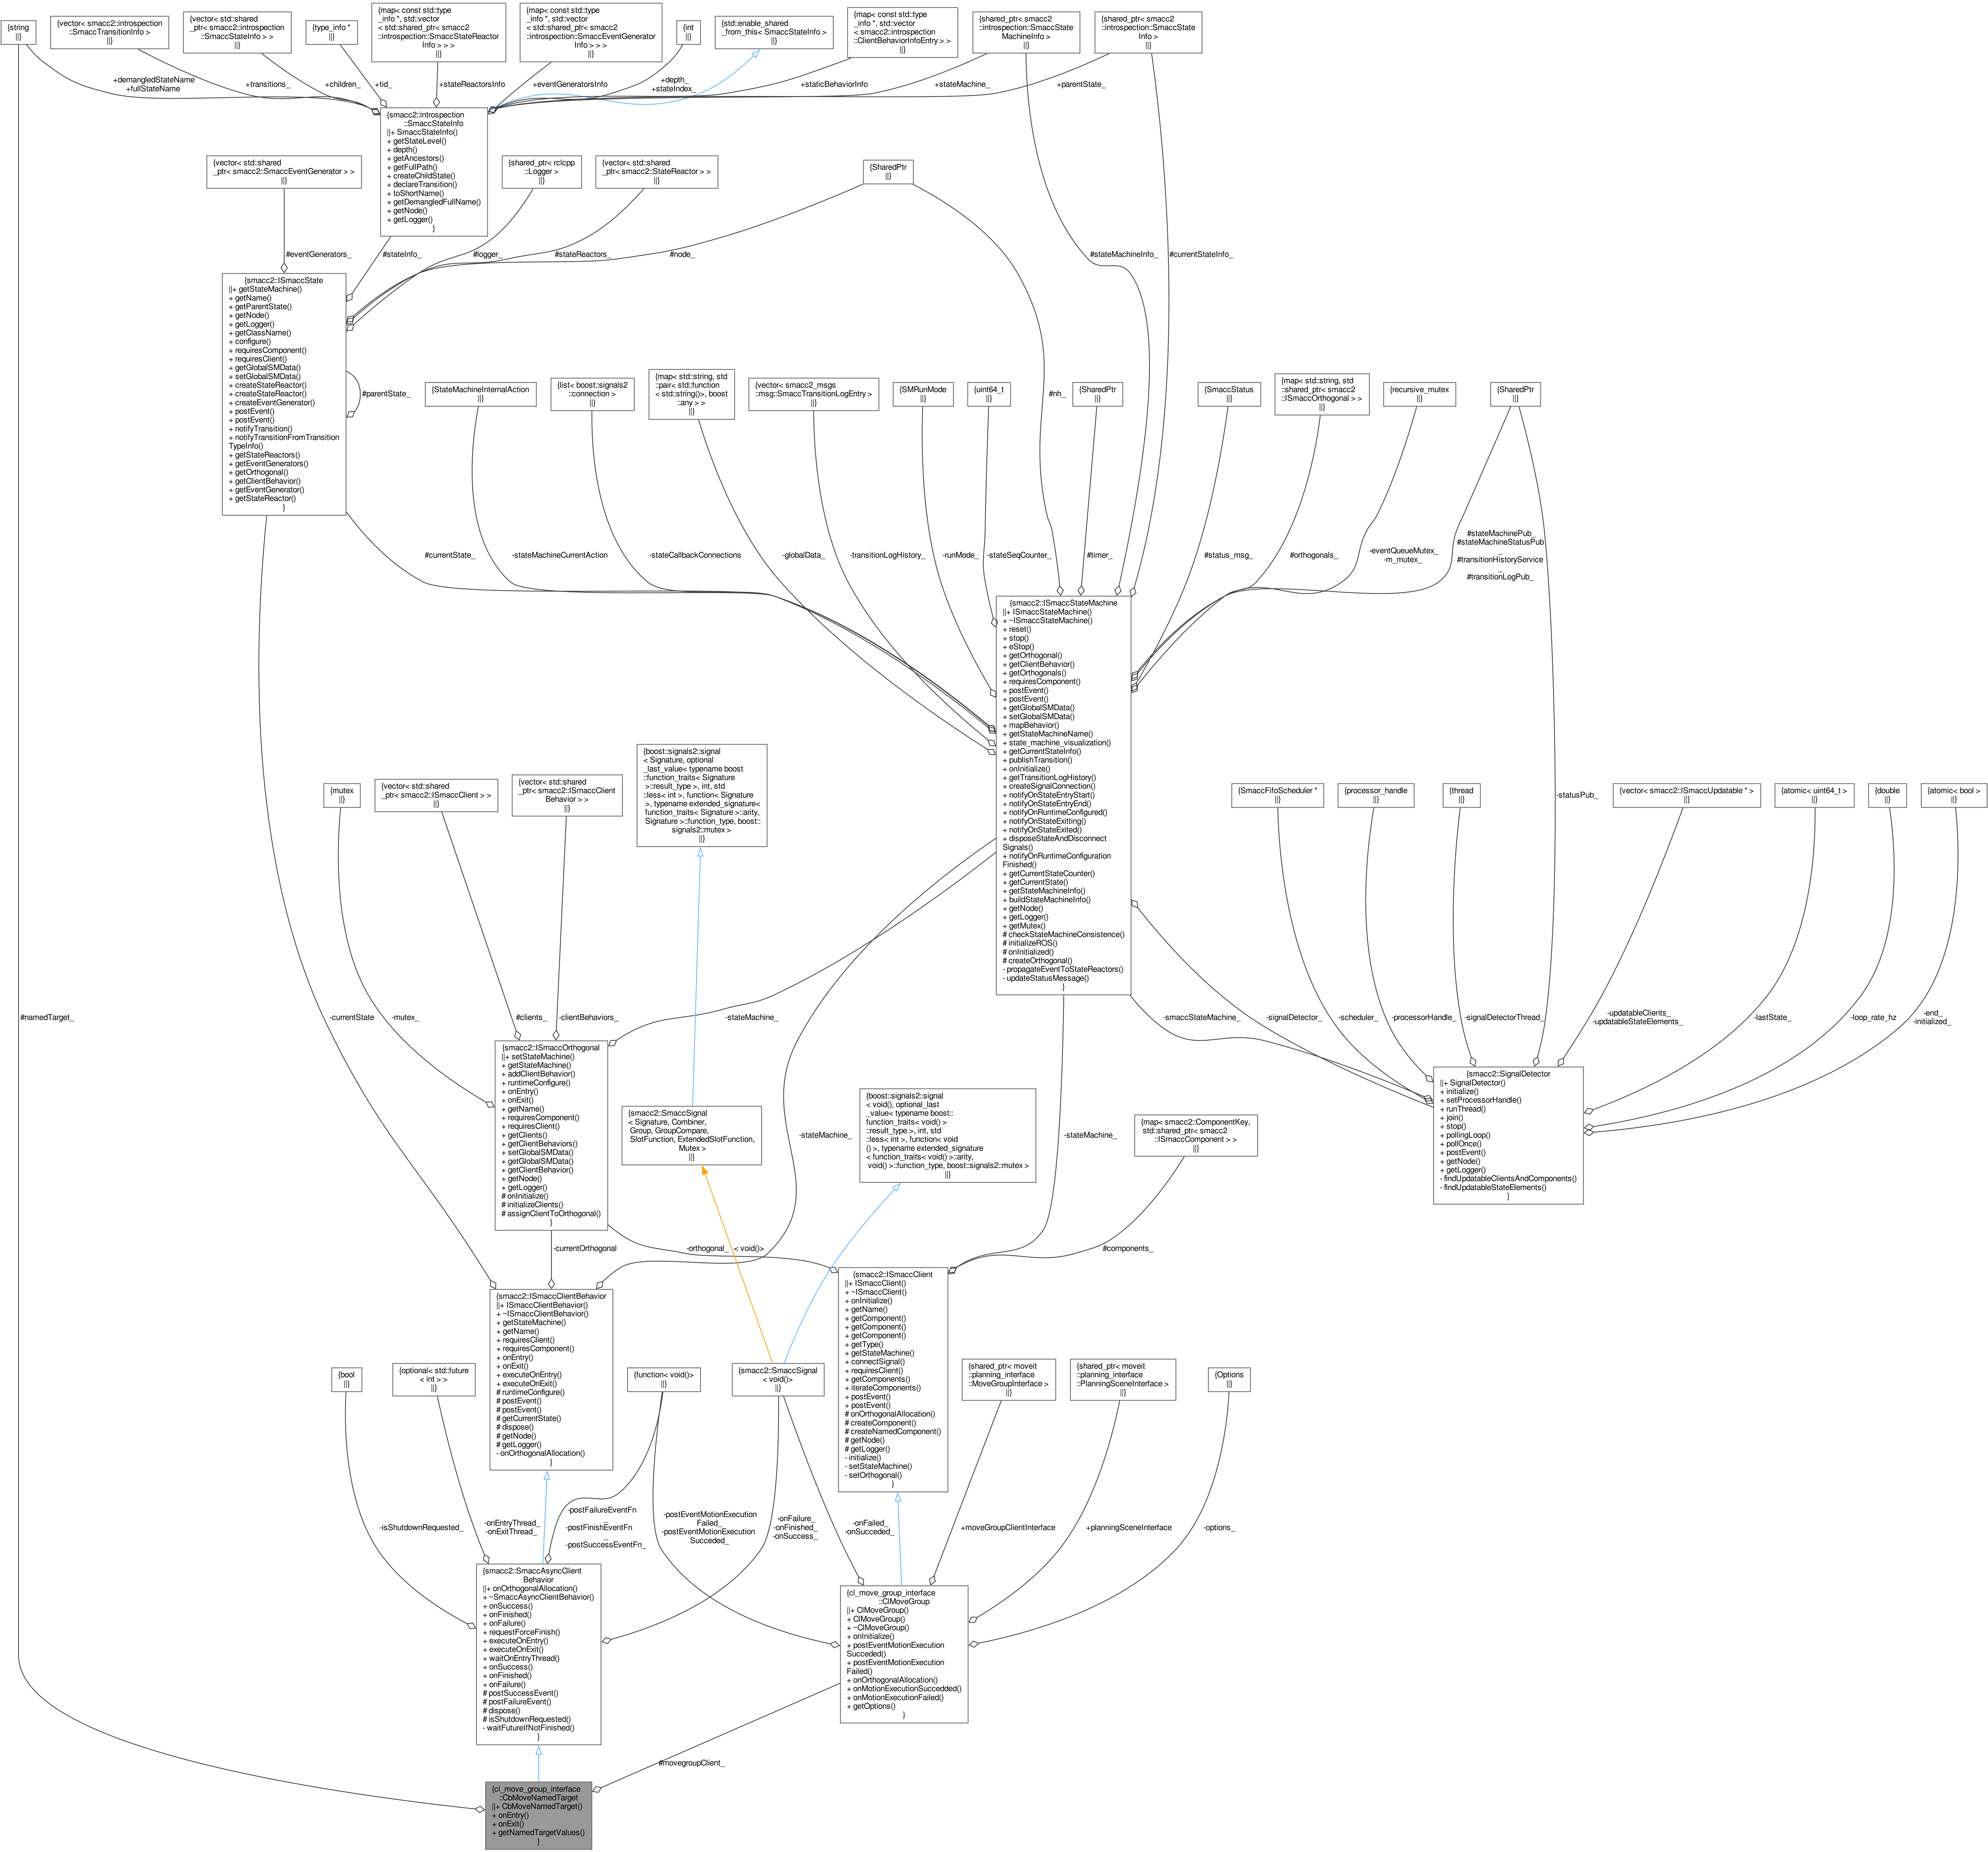 {string
||}
{vector< smacc2::introspection
::SmaccTransitionInfo >
||}
{vector< std::shared
_ptr< smacc2::introspection
::SmaccStateInfo > >
||}
{type_info *
||}
{map< const std::type
_info *, std::vector
< std::shared_ptr< smacc2
::introspection::SmaccStateReactor
Info > > >
||}
{map< const std::type
_info *, std::vector
< std::shared_ptr< smacc2
::introspection::SmaccEventGenerator
Info > > >
||}
{int
||}
{std::enable_shared
_from_this< SmaccStateInfo >
||}
{map< const std::type
_info *, std::vector
< smacc2::introspection
::ClientBehaviorInfoEntry > >
||}
{shared_ptr< smacc2
::introspection::SmaccState
MachineInfo >
||}
{shared_ptr< smacc2
::introspection::SmaccState
Info >
||}
+demangledStateName
+fullStateName
+transitions_
+children_
+tid_
+stateReactorsInfo
+eventGeneratorsInfo
+depth_
+stateIndex_
+staticBehaviorInfo
+stateMachine_
+parentState_
{smacc2::introspection
::SmaccStateInfo
||+ SmaccStateInfo()
+ getStateLevel()
+ depth()
+ getAncestors()
+ getFullPath()
+ createChildState()
+ declareTransition()
+ toShortName()
+ getDemangledFullName()
+ getNode()
+ getLogger()
}
{vector< std::shared
_ptr< smacc2::SmaccEventGenerator > >
||}
{shared_ptr< rclcpp
::Logger >
||}
{vector< std::shared
_ptr< smacc2::StateReactor > >
||}
{SharedPtr
||}
#eventGenerators_
#stateInfo_
#logger_
#stateReactors_
#node_
#stateMachineInfo_
#currentStateInfo_
{smacc2::ISmaccState
||+ getStateMachine()
+ getName()
+ getParentState()
+ getNode()
+ getLogger()
+ getClassName()
+ configure()
+ requiresComponent()
+ requiresClient()
+ getGlobalSMData()
+ setGlobalSMData()
+ createStateReactor()
+ createStateReactor()
+ createEventGenerator()
+ postEvent()
+ postEvent()
+ notifyTransition()
+ notifyTransitionFromTransition
TypeInfo()
+ getStateReactors()
+ getEventGenerators()
+ getOrthogonal()
+ getClientBehavior()
+ getEventGenerator()
+ getStateReactor()
}
#parentState_
{StateMachineInternalAction
||}
{list< boost::signals2
::connection >
||}
{map< std::string, std
::pair< std::function
< std::string()>, boost
::any > >
||}
{vector< smacc2_msgs
::msg::SmaccTransitionLogEntry >
||}
{SMRunMode
||}
{uint64_t
||}
#nh_
{SharedPtr
||}
{SmaccStatus
||}
{map< std::string, std
::shared_ptr< smacc2
::ISmaccOrthogonal > >
||}
{recursive_mutex
||}
{SharedPtr
||}
#currentState_
-stateMachineCurrentAction
-stateCallbackConnections
-globalData_
-transitionLogHistory_
-runMode_
-stateSeqCounter_
#timer_
#status_msg_
#orthogonals_
-eventQueueMutex_
-m_mutex_
#stateMachinePub_
#stateMachineStatusPub
_
#transitionHistoryService
_
#transitionLogPub_
{smacc2::ISmaccStateMachine
||+ ISmaccStateMachine()
+ ~ISmaccStateMachine()
+ reset()
+ stop()
+ eStop()
+ getOrthogonal()
+ getClientBehavior()
+ getOrthogonals()
+ requiresComponent()
+ postEvent()
+ postEvent()
+ getGlobalSMData()
+ setGlobalSMData()
+ mapBehavior()
+ getStateMachineName()
+ state_machine_visualization()
+ getCurrentStateInfo()
+ publishTransition()
+ onInitialize()
+ getTransitionLogHistory()
+ createSignalConnection()
+ notifyOnStateEntryStart()
+ notifyOnStateEntryEnd()
+ notifyOnRuntimeConfigured()
+ notifyOnStateExitting()
+ notifyOnStateExited()
+ disposeStateAndDisconnect
Signals()
+ notifyOnRuntimeConfiguration
Finished()
+ getCurrentStateCounter()
+ getCurrentState()
+ getStateMachineInfo()
+ buildStateMachineInfo()
+ getNode()
+ getLogger()
+ getMutex()
# checkStateMachineConsistence()
# initializeROS()
# onInitialized()
# createOrthogonal()
- propagateEventToStateReactors()
- updateStatusMessage()
}
{mutex
||}
{vector< std::shared
_ptr< smacc2::ISmaccClient > >
||}
{vector< std::shared
_ptr< smacc2::ISmaccClient
Behavior > >
||}
{boost::signals2::signal
< Signature, optional
_last_value< typename boost
::function_traits< Signature
>::result_type >, int, std
::less< int >, function< Signature
>, typename extended_signature<
function_traits< Signature >::arity,
Signature >::function_type, boost::
signals2::mutex >
||}
{SmaccFifoScheduler *
||}
{processor_handle
||}
{thread
||}
-statusPub_
{vector< smacc2::ISmaccUpdatable * >
||}
{atomic< uint64_t >
||}
{double
||}
{atomic< bool >
||}
#namedTarget_
-currentState
-mutex_
#clients_
-clientBehaviors_
-stateMachine_
-smaccStateMachine_
-signalDetector_
-scheduler_
-processorHandle_
-signalDetectorThread_
-updatableClients_
-updatableStateElements_
-lastState_
-loop_rate_hz
-end_
-initialized_
{smacc2::ISmaccOrthogonal
||+ setStateMachine()
+ getStateMachine()
+ addClientBehavior()
+ runtimeConfigure()
+ onEntry()
+ onExit()
+ getName()
+ requiresComponent()
+ requiresClient()
+ getClients()
+ getClientBehaviors()
+ setGlobalSMData()
+ getGlobalSMData()
+ getClientBehavior()
+ getNode()
+ getLogger()
# onInitialize()
# initializeClients()
# assignClientToOrthogonal()
}
{smacc2::SmaccSignal
< Signature, Combiner,
Group, GroupCompare,
SlotFunction, ExtendedSlotFunction,
Mutex >
||}
{boost::signals2::signal
< void(), optional_last
_value< typename boost::
function_traits< void() >
::result_type >, int, std
::less< int >, function< void
() >, typename extended_signature
< function_traits< void() >::arity,
void() >::function_type, boost::signals2::mutex >
||}
-stateMachine_
-stateMachine_
{map< smacc2::ComponentKey,
std::shared_ptr< smacc2
::ISmaccComponent > >
||}
{smacc2::SignalDetector
||+ SignalDetector()
+ initialize()
+ setProcessorHandle()
+ runThread()
+ join()
+ stop()
+ pollingLoop()
+ pollOnce()
+ postEvent()
+ getNode()
+ getLogger()
- findUpdatableClientsAndComponents()
- findUpdatableStateElements()
}
-currentOrthogonal
-orthogonal_
< void()>
#components_
{smacc2::ISmaccClientBehavior
||+ ISmaccClientBehavior()
+ ~ISmaccClientBehavior()
+ getStateMachine()
+ getName()
+ requiresClient()
+ requiresComponent()
+ onEntry()
+ onExit()
+ executeOnEntry()
+ executeOnExit()
# runtimeConfigure()
# postEvent()
# postEvent()
# getCurrentState()
# dispose()
# getNode()
# getLogger()
- onOrthogonalAllocation()
}
{smacc2::ISmaccClient
||+ ISmaccClient()
+ ~ISmaccClient()
+ onInitialize()
+ getName()
+ getComponent()
+ getComponent()
+ getComponent()
+ getType()
+ getStateMachine()
+ connectSignal()
+ requiresClient()
+ getComponents()
+ iterateComponents()
+ postEvent()
+ postEvent()
# onOrthogonalAllocation()
# createComponent()
# createNamedComponent()
# getNode()
# getLogger()
- initialize()
- setStateMachine()
- setOrthogonal()
}
{bool
||}
{optional< std::future
< int > >
||}
{function< void()>
||}
{smacc2::SmaccSignal
< void()>
||}
{shared_ptr< moveit
::planning_interface
::MoveGroupInterface >
||}
{shared_ptr< moveit
::planning_interface
::PlanningSceneInterface >
||}
{Options
||}
-isShutdownRequested_
-onEntryThread_
-onExitThread_
-postFailureEventFn
_
-postFinishEventFn
_
-postSuccessEventFn_
-postEventMotionExecution
Failed_
-postEventMotionExecution
Succeded_
-onFailure_
-onFinished_
-onSuccess_
-onFailed_
-onSucceded_
+moveGroupClientInterface
+planningSceneInterface
-options_
{smacc2::SmaccAsyncClient
Behavior
||+ onOrthogonalAllocation()
+ ~SmaccAsyncClientBehavior()
+ onSuccess()
+ onFinished()
+ onFailure()
+ requestForceFinish()
+ executeOnEntry()
+ executeOnExit()
+ waitOnEntryThread()
+ onSuccess()
+ onFinished()
+ onFailure()
# postSuccessEvent()
# postFailureEvent()
# dispose()
# isShutdownRequested()
- waitFutureIfNotFinished()
}
{cl_move_group_interface
::ClMoveGroup
||+ ClMoveGroup()
+ ClMoveGroup()
+ ~ClMoveGroup()
+ onInitialize()
+ postEventMotionExecution
Succeded()
+ postEventMotionExecution
Failed()
+ onOrthogonalAllocation()
+ onMotionExecutionSuccedded()
+ onMotionExecutionFailed()
+ getOptions()
}
#movegroupClient_
{cl_move_group_interface
::CbMoveNamedTarget
||+ CbMoveNamedTarget()
+ onEntry()
+ onExit()
+ getNamedTargetValues()
}